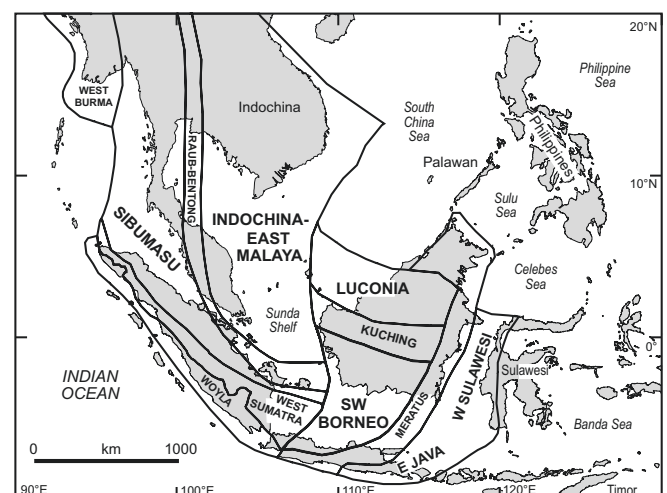 20°N
Philippine
Sea
WEST
BURMA
Indochina
South
China
Sea
Philippines
RAUB-BENTONG
Palawan
10°N
Sulu
Sea
SIBUMASU
INDOCHINA-
EAST
MALAYA
Celebes
Sea
LUCONIA
Sunda
Shelf
KUCHING
0°
W SULAWESI
Sulawesi
INDIAN
OCEAN
WOYLA
WEST
SUMATRA
SW
BORNEO
MERATUS
Banda Sea
0 km 1000
E JAVA
90°E
100°E
110°E
120°E
Timor